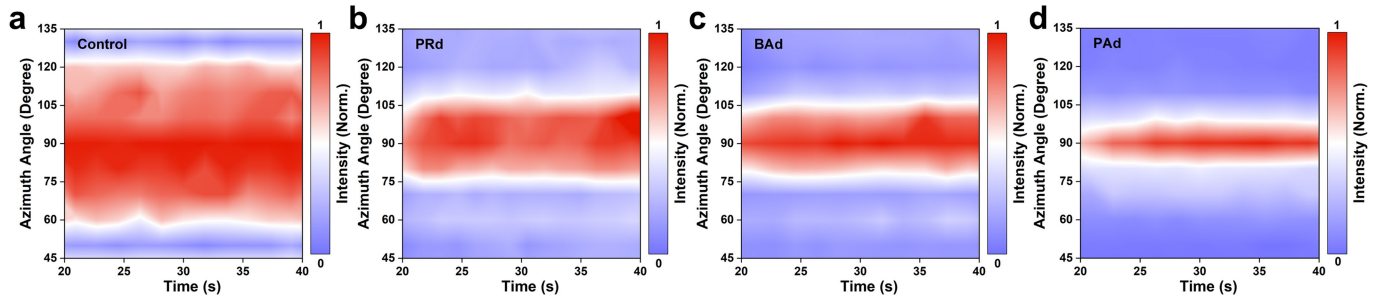 a
Control
Azimuth Angle (Degree)
135
120
105
90
75
60
45
20 25 30 35 40
Time (s)
1
0
Intensity (Norm.)
b
PRd
Azimuth Angle (Degree)
135
120
105
90
75
60
45
20 25 30 35 40
Time (s)
1
0
Intensity (Norm.)
c
BAd
Azimuth Angle (Degree)
135
120
105
90
75
60
45
20 25 30 35 40
Time (s)
1
0
Intensity (Norm.)
d
PAd
Azimuth Angle (Degree)
135
120
105
90
75
60
45
20 25 30 35 40
Time (s)
1
0
Intensity (Norm.)